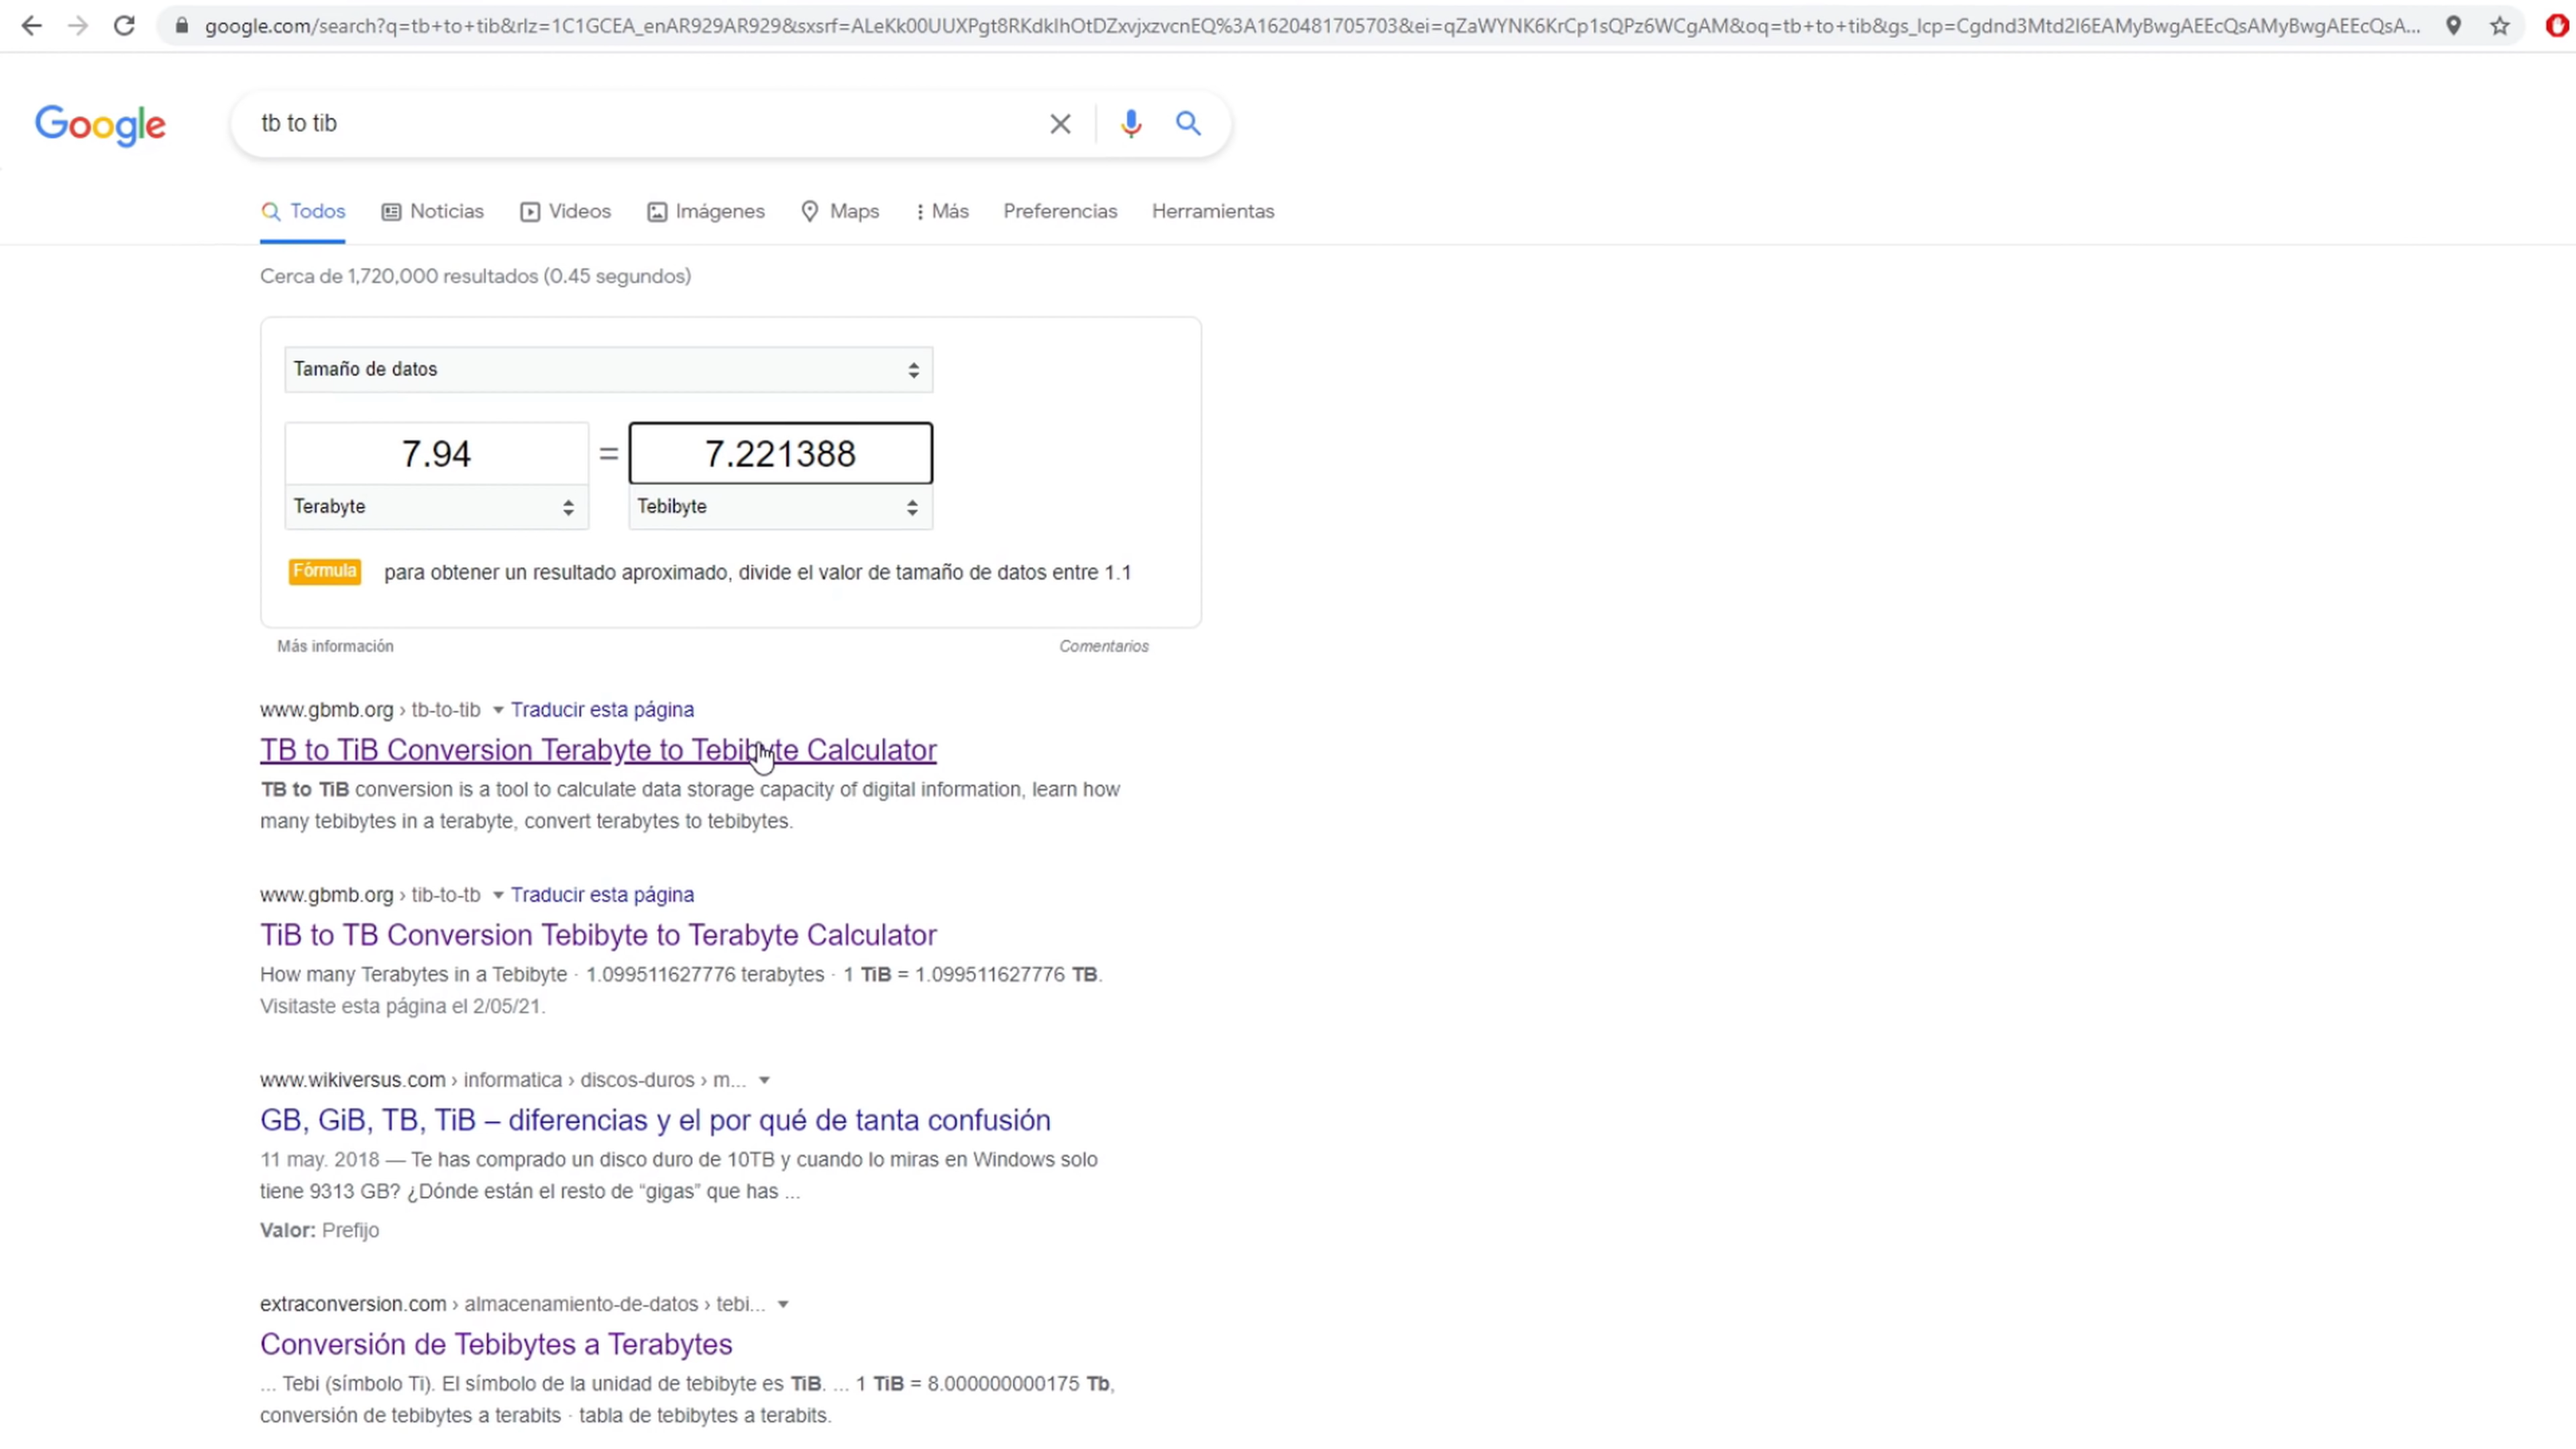 google.com/search?q=tb+to+tib&rlz=1C1GCEA_enAR929AR929&sxsrf=ALeKk00UUXPgt8RKdkIhOtDZxvjxzvcnEQ%3A1620481705703&ei=qZaWYNK6KrCp1sQPz6WCgAM&oq=tb+to+tib&gs_lcp=Cgdnd3Mtd2l6EAMyBwgAEEcQsAMyBwgAEEcQsA...
Google
tb to tib
Todos Noticias Videos Imágenes Maps Más Preferencias Herramientas
Cerca de 1,720,000 resultados (0.45 segundos)
Tamaño de datos
7.94 = 7.221388
Terabyte Tebibyte
Fórmula para obtener un resultado aproximado, divide el valor de tamaño de datos entre 1.1
Más información Comentarios
www.gbmb.org › tb-to-tib Traducir esta página
TB to TiB Conversion Terabyte to Tebibyte Calculator
TB to TiB conversion is a tool to calculate data storage capacity of digital information, learn how
many tebibytes in a terabyte, convert terabytes to tebibytes.
www.gbmb.org › tib-to-tb Traducir esta página
TiB to TB Conversion Tebibyte to Terabyte Calculator
How many Terabytes in a Tebibyte · 1.099511627776 terabytes · 1 TiB = 1.099511627776 TB.
Visitaste esta página el 2/05/21.
www.wikiversus.com › informatica › discos-duros › m...
GB, GiB, TB, TiB – diferencias y el por qué de tanta confusión
11 may. 2018 — Te has comprado un disco duro de 10TB y cuando lo miras en Windows solo
tiene 9313 GB? ¿Dónde están el resto de “gigas” que has ...
Valor: Prefijo
extraconversion.com › almacenamiento-de-datos › tebi...
Conversión de Tebibytes a Terabytes
... Tebi (símbolo Ti). El símbolo de la unidad de tebibyte es TiB. ... 1 TiB = 8.000000000175 Tb,
conversión de tebibytes a terabits · tabla de tebibytes a terabits.